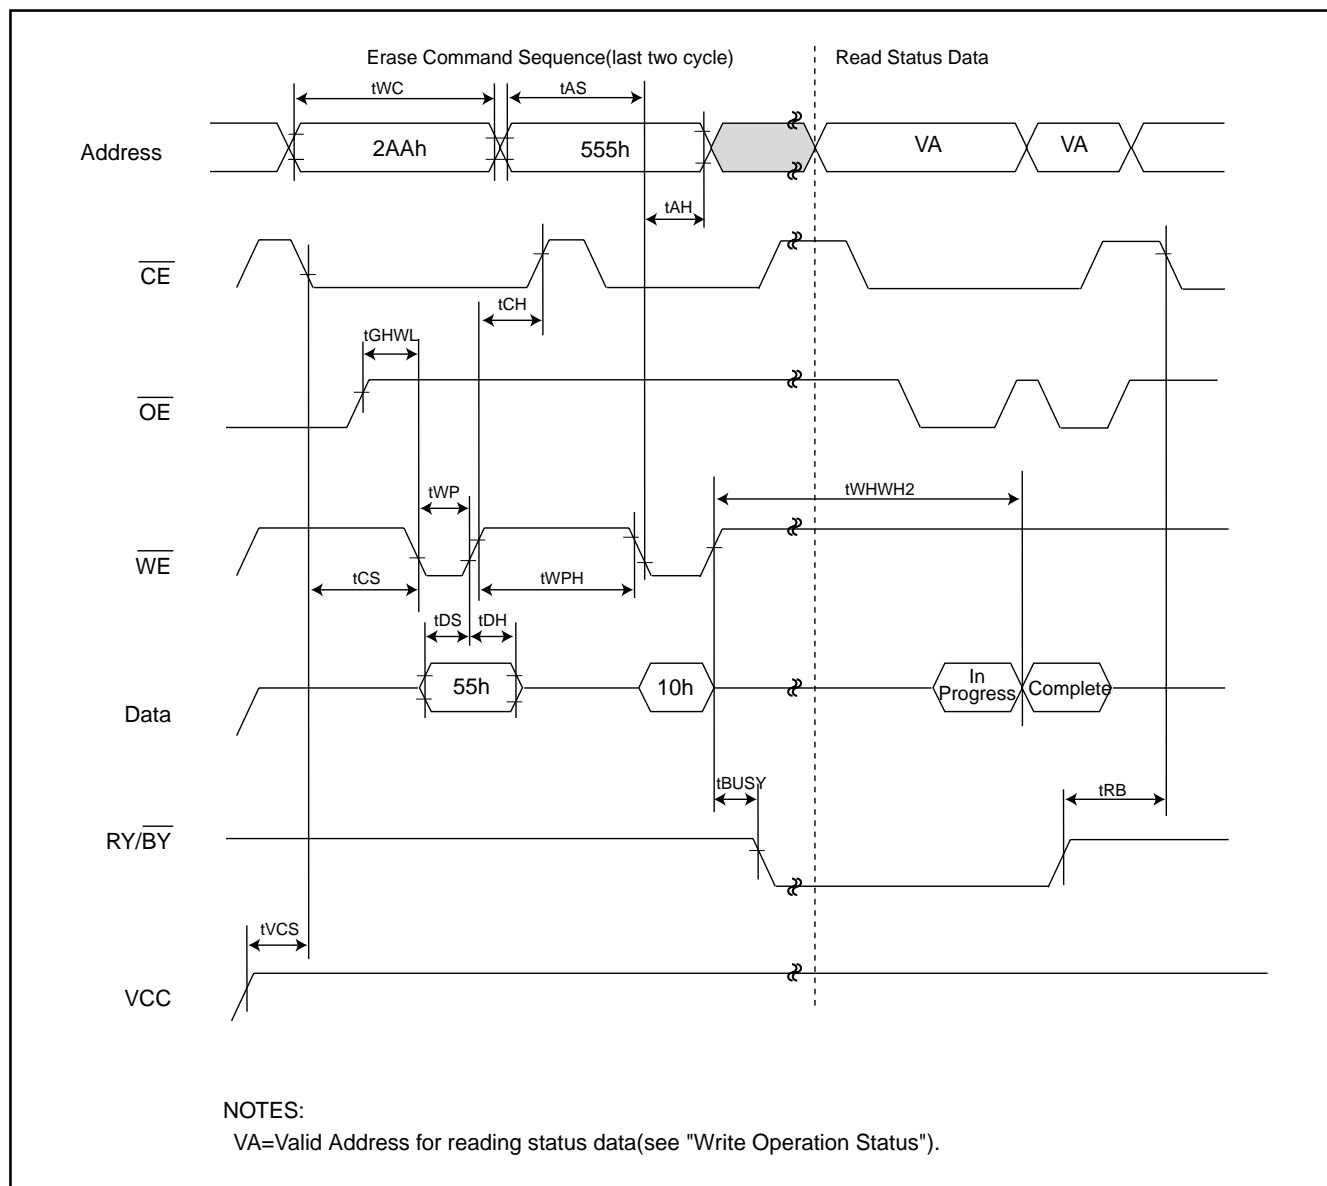 Erase Command Sequence(last two cycle)
Read Status Data
tWC
tAS
Address
2AAh
555h
VA
VA
tAH
CE
tCH
tGHWL
OE
tWP
tWHWH2
WE
tCS
tWPH
tDS
tDH
55h
10h
In
Progress
Complete
Data
tBUSY
tRB
RY/BY
tVCS
VCC
NOTES:
VA=Valid Address for reading status data(see "Write Operation Status").